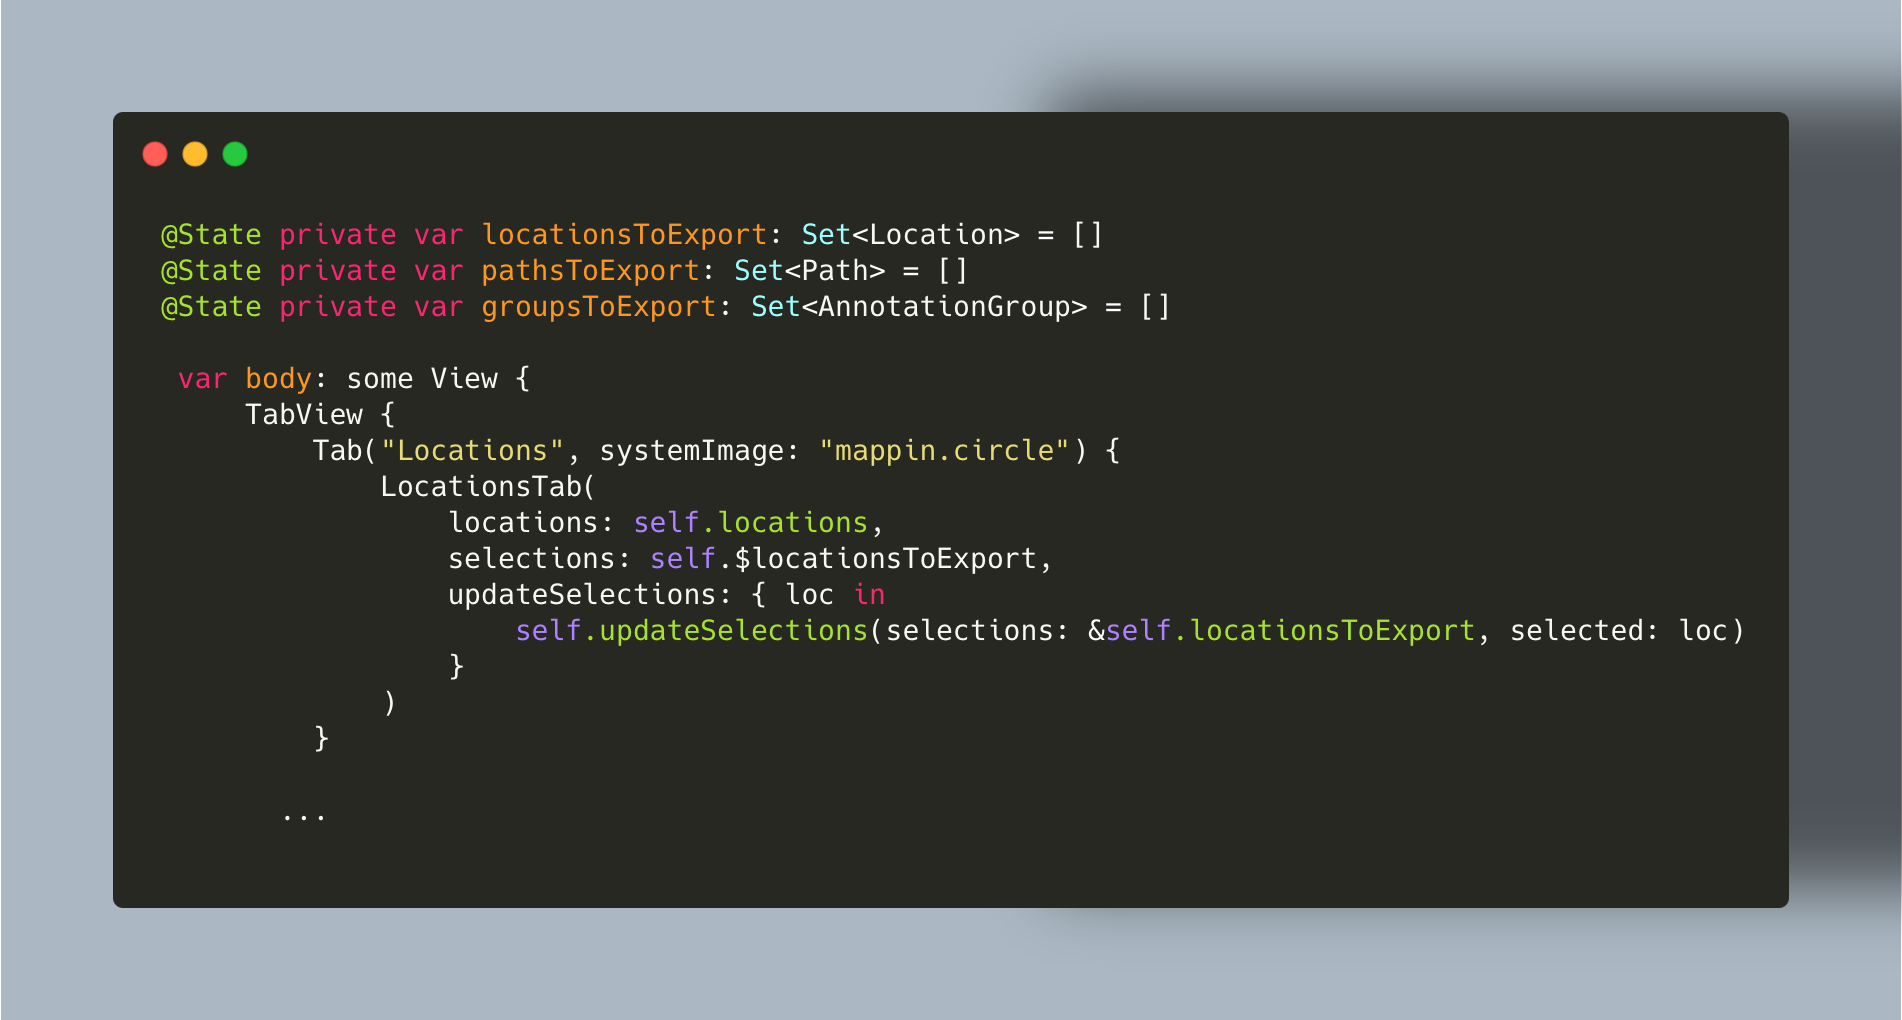 @State private var locationsToExport: Set<Location> = []
@State private var pathsToExport: Set<Path> = []
@State private var groupsToExport: Set<AnnotationGroup> = []
var body: some View {
TabView {
Tab("Locations", systemImage: "mappin.circle") {
LocationsTab(
locations: self.locations,
selections: self.$locationsToExport,
updateSelections: { loc in
self.updateSelections(selections: &self.locationsToExport, selected: loc)
}
)
}
...